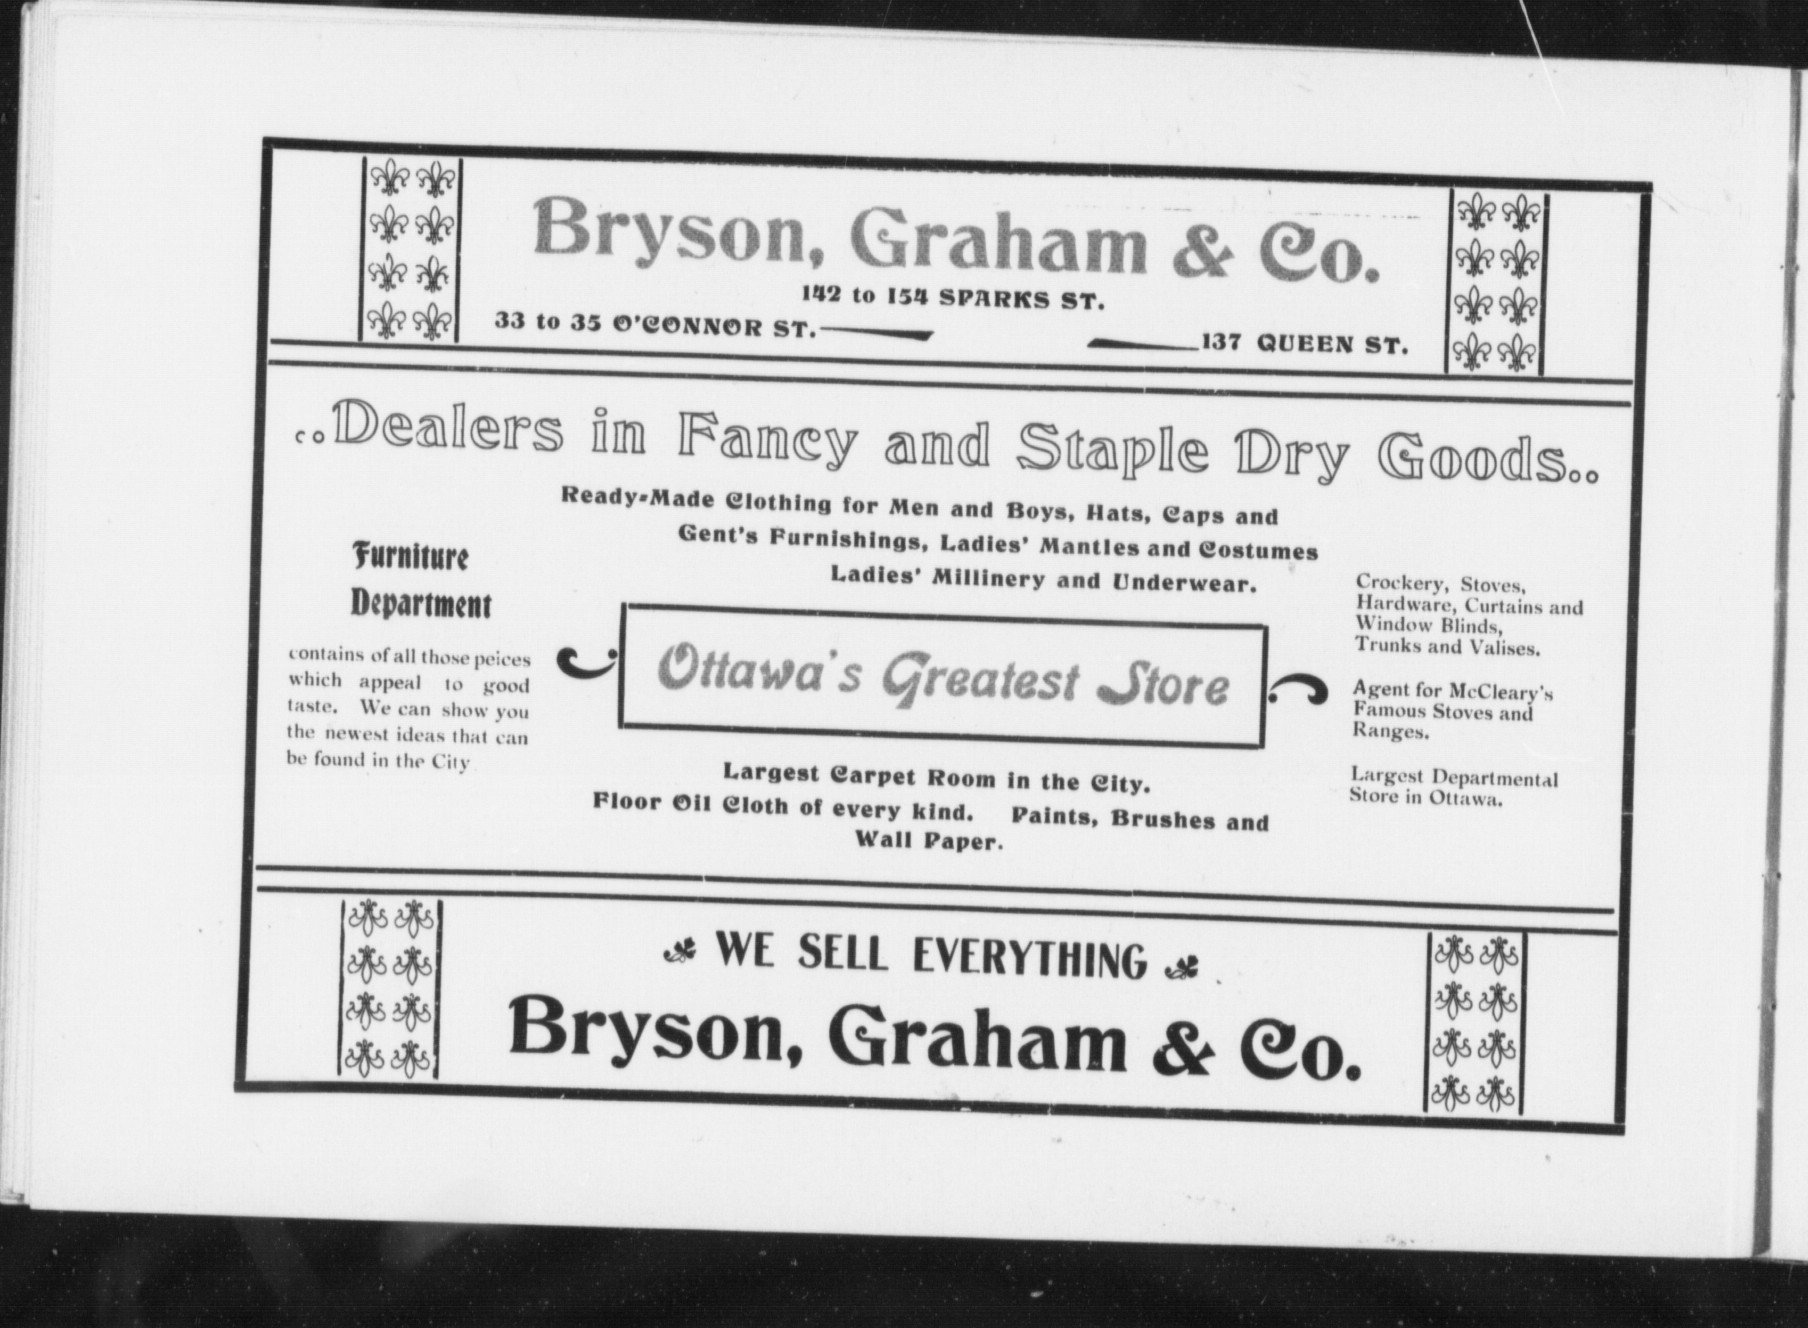 Bryson, Graham & Co.
142 to 154 SPARKS ST.
33 to 35 O'CONNOR ST.
137 QUEEN ST.
..Dealers in Fancy and Staple Dry Goods..
Ready-Made Clothing for Men and Boys, Hats, Caps and
Gent's Furnishings, Ladies' Mantles and Costumes
Ladies' Millinery and Underwear.
Furniture
Department
contains of all those peices
which appeal to good
taste. We can show you
the newest ideas that can
be found in the City
Ottawa's Greatest Store
Crockery, Stoves,
Hardware, Curtains and
Window Blinds,
Trunks and Valises.
Agent for McCleary's
Famous Stoves and
Ranges.
Largest Departmental
Store in Ottawa.
Largest Carpet Room in the City.
Floor Oil Cloth of every kind. Paints, Brushes and
Wall Paper.
WE SELL EVERYTHING
Bryson, Graham & Co.